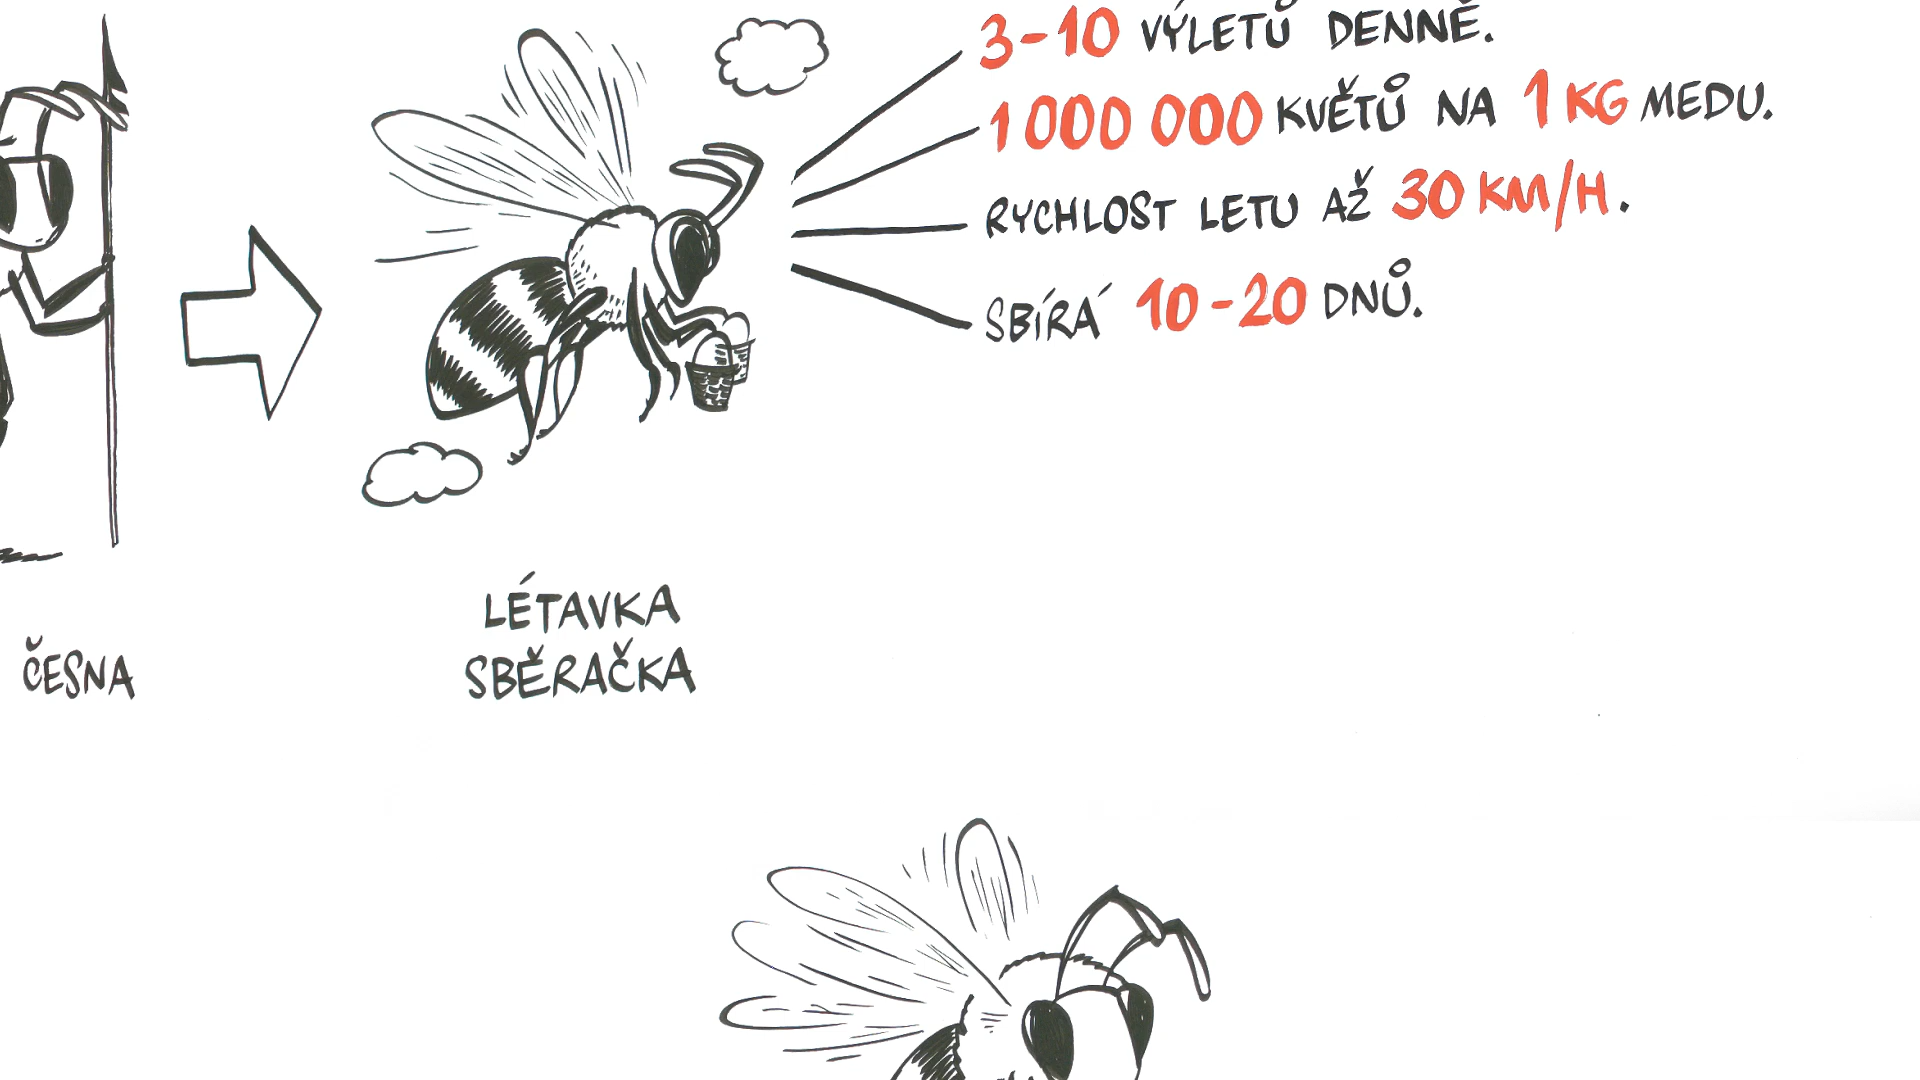 3-10 VÝLETŮ DENNĚ.
1 000 000 KVĚTŮ NA 1 KG MEDU.
RYCHLOST LETU AŽ 30 KM/H.
SBÍRÁ 10-20 DNŮ.
ČESNA
LÉTAVKA
SBĚRAČKA